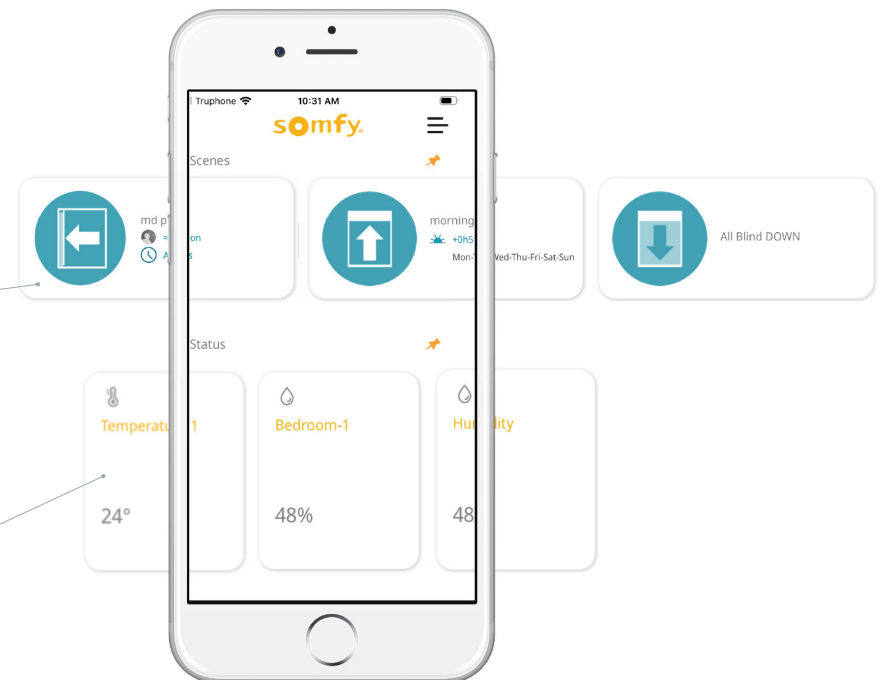 Truphone
10:31 AM
somfy.
Scenes
md p
on
morning
+0h5
Mon- Wed-Thu-Fri-Sat-Sun
All Blind DOWN
Status
Temperatu 1
Bedroom-1
Hu lity
24°
48%
48